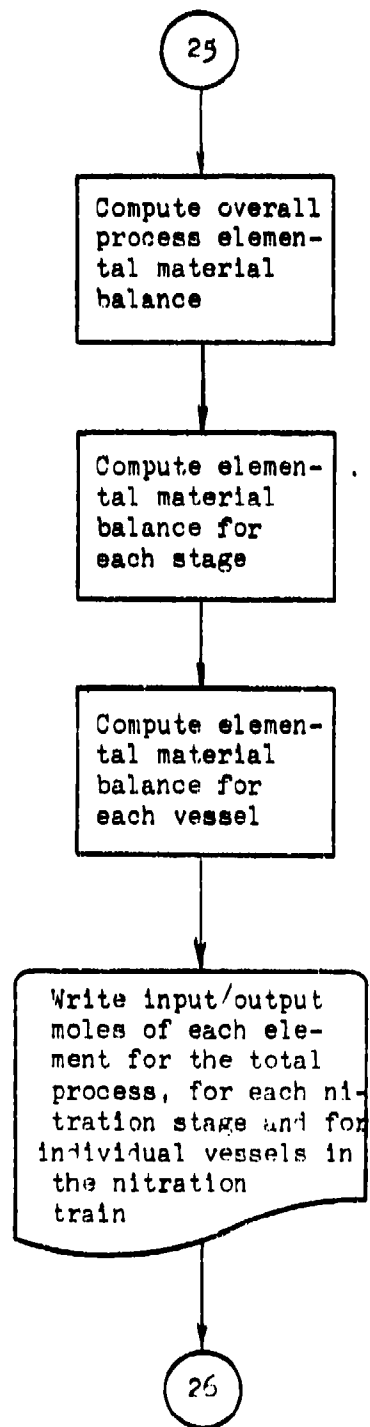 25
Compute overall
process elemen-
tal material
balance
Compute elemen-
tal material
balance for
each stage
Compute elemen-
tal material
balance for
each vessel
Write input/output
moles of each ele-
ment for the total
process, for each ni-
tration stage and for
individual vessels in
the nitration
train
26